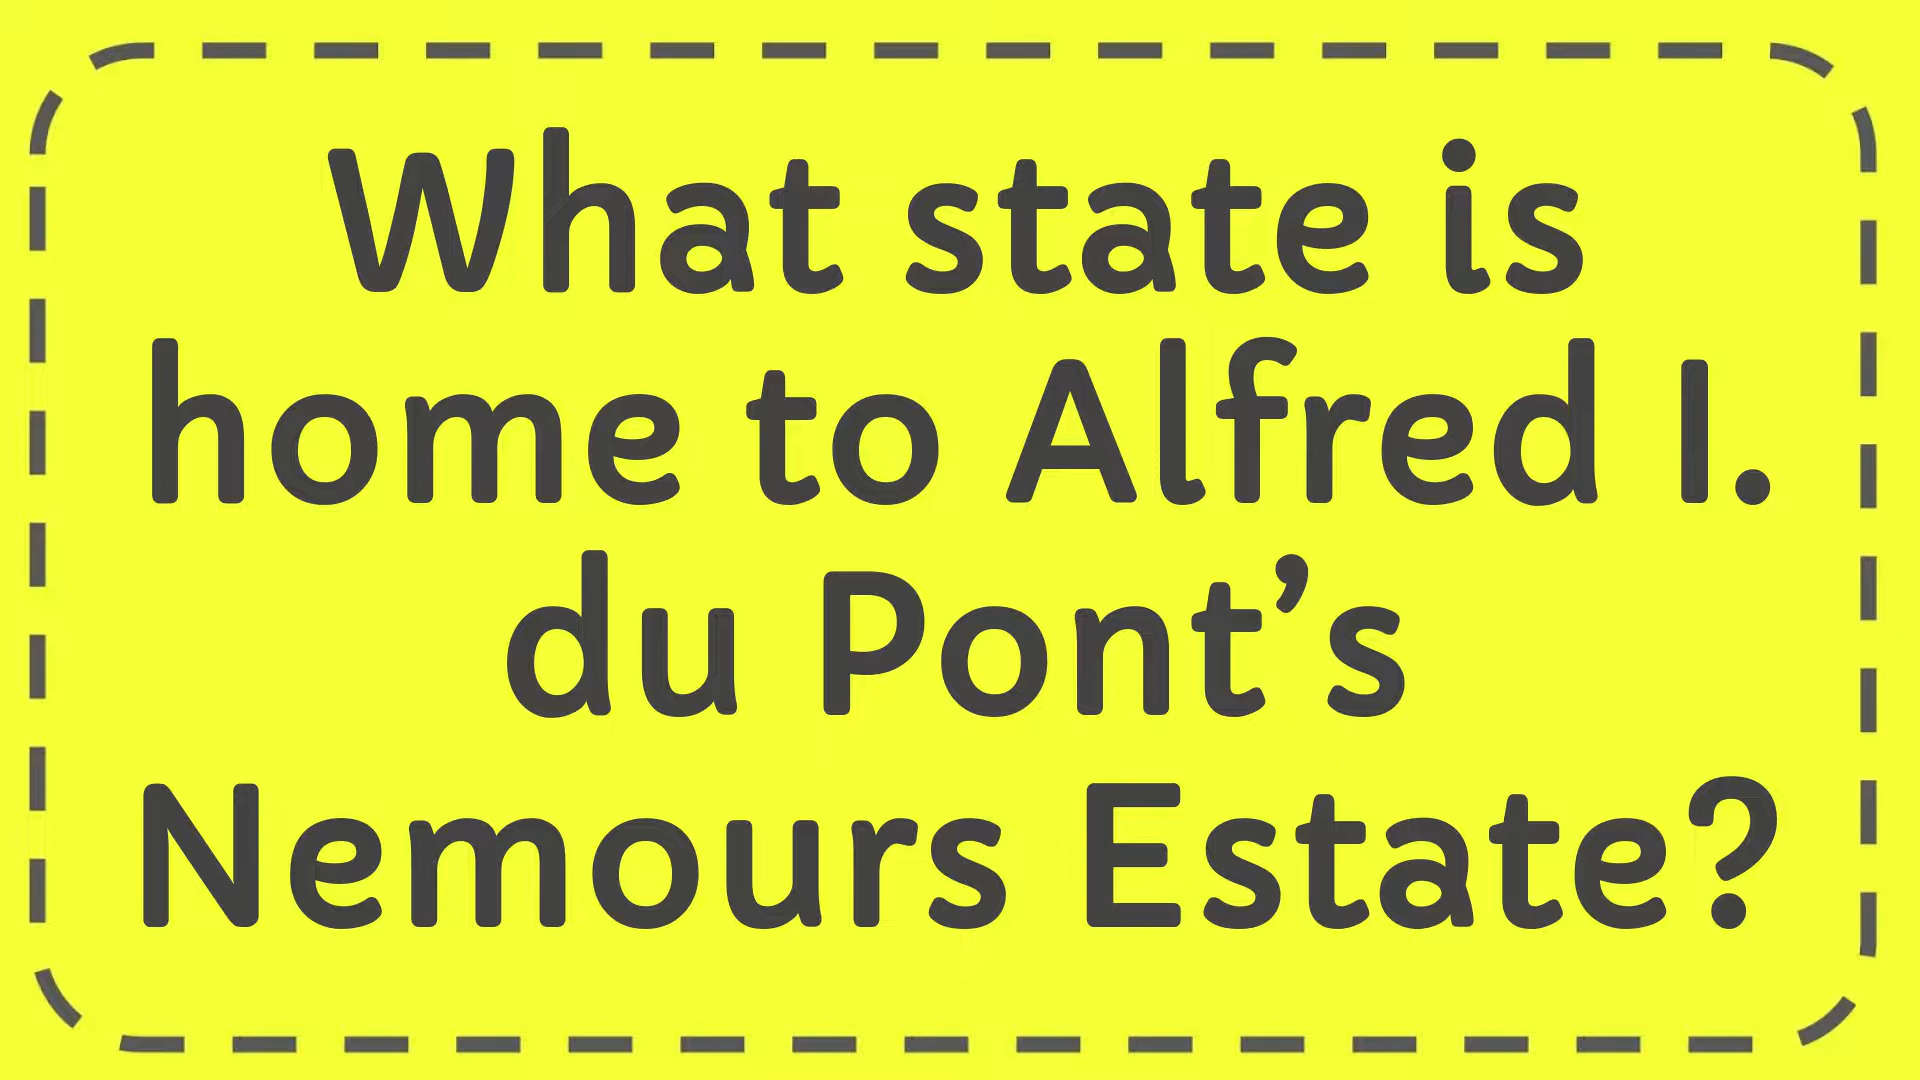 What state is
home to Alfred I.
du Pont’s
Nemours Estate?